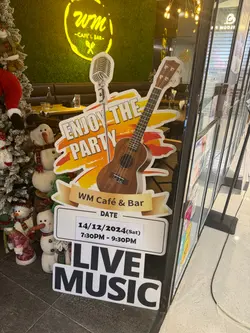 WM
CAFE & BAR
ENJOY THE
PARTY
WM Café & Bar
DATE
14/12/2024(Sat)
7:30PM - 9:30PM
LIVE
MUSIC